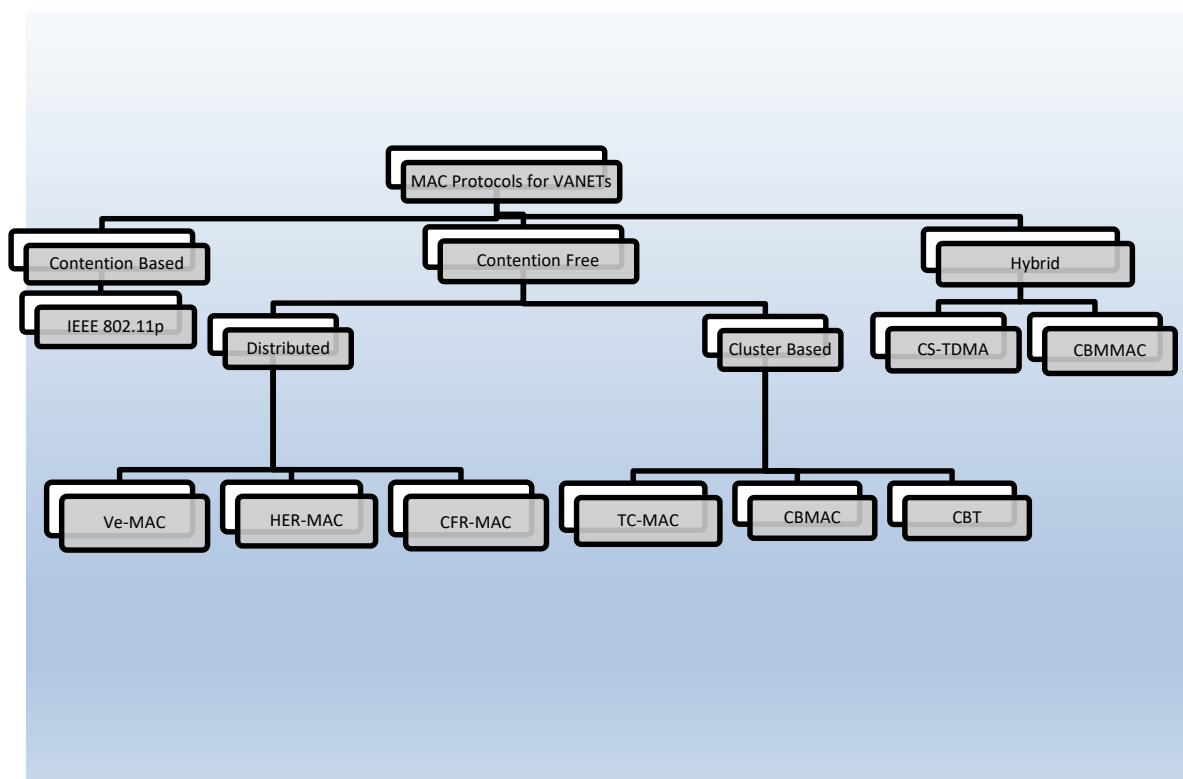 MAC Protocols for VANETs
Contention Based
Contention Free
Hybrid
IEEE 802.11p
Distributed
Cluster Based
CS-TDMA
CBMMAC
Ve-MAC
HER-MAC
CFR-MAC
TC-MAC
CBMAC
CBT